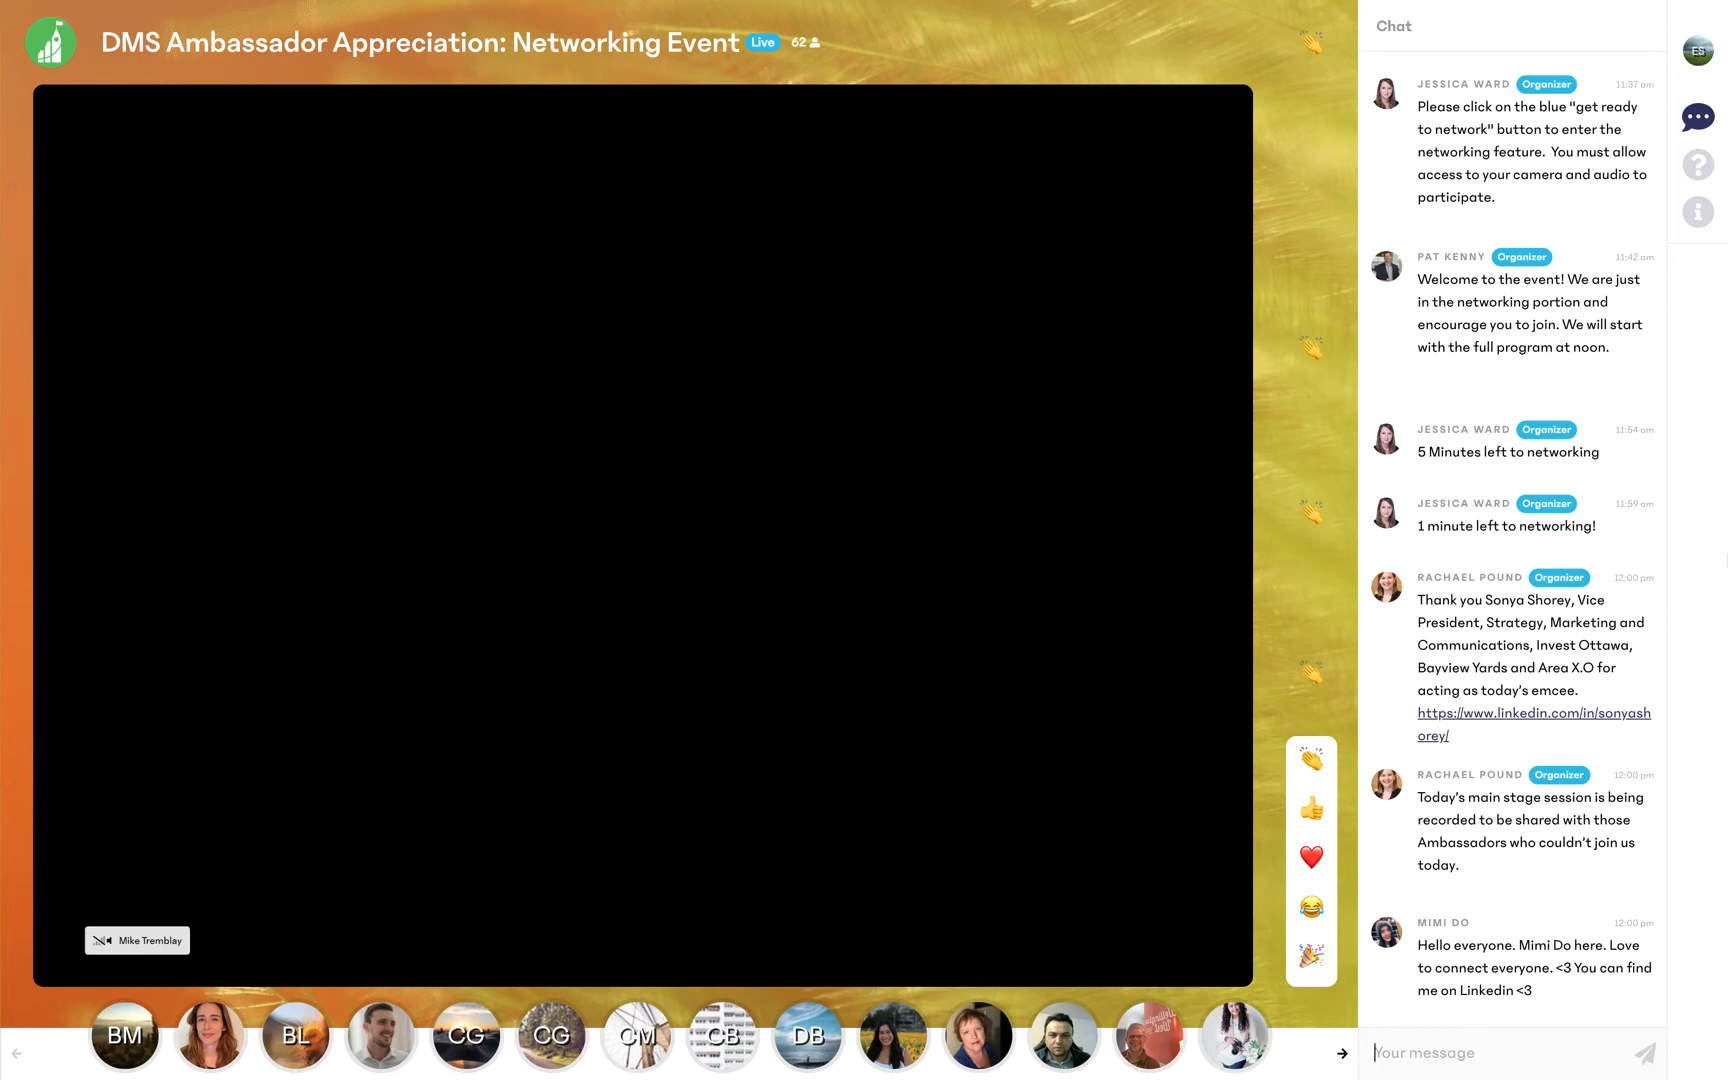 DMS Ambassador Appreciation: Networking Event Live 62
Mike Tremblay
BM
BL
CG
CG
CM
CB
DB
Chat
JESSICA WARD Organizer 11:37 am
Please click on the blue "get ready
to network" button to enter the
networking feature. You must allow
access to your camera and audio to
participate.
PAT KENNY Organizer 11:42 am
Welcome to the event! We are just
in the networking portion and
encourage you to join. We will start
with the full program at noon.
JESSICA WARD Organizer 11:54 am
5 Minutes left to networking
JESSICA WARD Organizer 11:59 am
1 minute left to networking!
RACHAEL POUND Organizer 12:00 pm
Thank you Sonya Shorey, Vice
President, Strategy, Marketing and
Communications, Invest Ottawa,
Bayview Yards and Area X.O for
acting as today's emcee.
https://www.linkedin.com/in/sonyash
orey/
RACHAEL POUND Organizer 12:00 pm
Today's main stage session is being
recorded to be shared with those
Ambassadors who couldn't join us
today.
MIMI DO 12:00 pm
Hello everyone. Mimi Do here. Love
to connect everyone. <3 You can find
me on Linkedin <3
Your message
ES